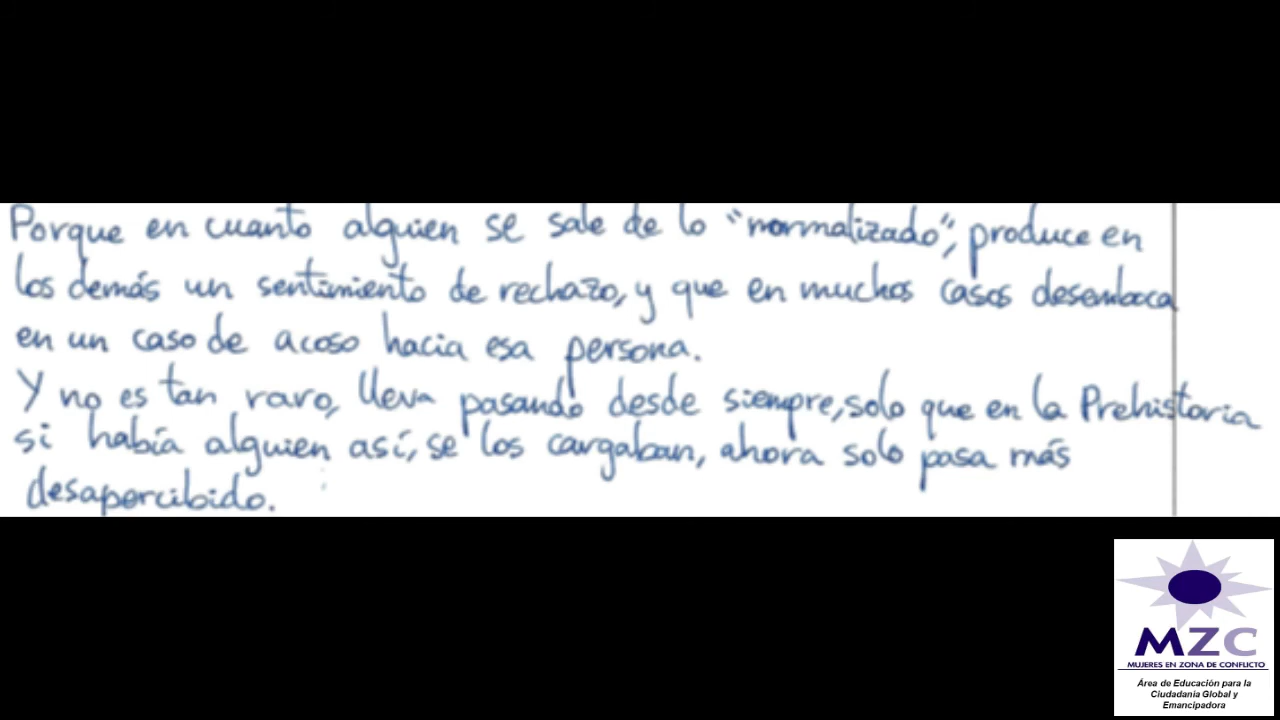 Porque en cuanto alguien se sale de lo "normalizado", produce en
los demás un sentimiento de rechazo, y que en muchos casos desemboca
en un caso de acoso hacia esa persona.
Y no es tan raro, lleva pasando desde siempre, solo que en la Prehistoria
si había alguien así, se los cargaban, ahora solo pasa más
desapercibido.
MZC
MUJERES EN ZONA DE CONFLICTO
Área de Educación para la
Ciudadanía Global y
Emancipadora